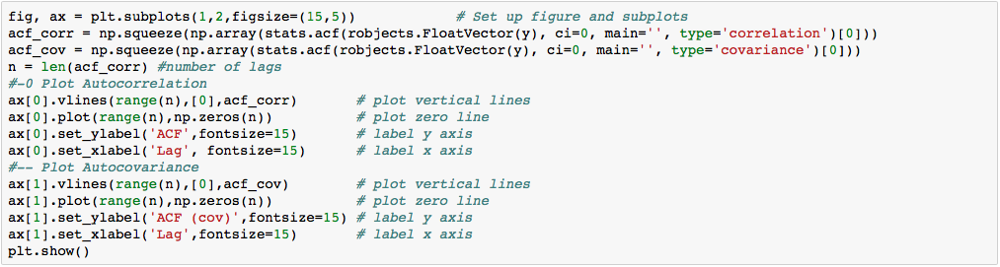 fig, ax = plt.subplots(1,2,figsize=(15,5))            # Set up figure and subplots
acf_corr = np.squeeze(np.array(stats.acf(robjects.FloatVector(y), ci=0, main='', type='correlation')[0]))
acf_cov = np.squeeze(np.array(stats.acf(robjects.FloatVector(y), ci=0, main='', type='covariance')[0]))
n = len(acf_corr) #number of lags
#-0 Plot Autocorrelation
ax[0].vlines(range(n),[0],acf_corr)       # plot vertical lines
ax[0].plot(range(n),np.zeros(n))          # plot zero line
ax[0].set_ylabel('ACF',fontsize=15)       # label y axis
ax[0].set_xlabel('Lag', fontsize=15)      # label x axis
#-- Plot Autocovariance
ax[1].vlines(range(n),[0],acf_cov)        # plot vertical lines
ax[1].plot(range(n),np.zeros(n))          # plot zero line
ax[1].set_ylabel('ACF (cov)',fontsize=15) # label y axis
ax[1].set_xlabel('Lag',fontsize=15)       # label x axis
plt.show()